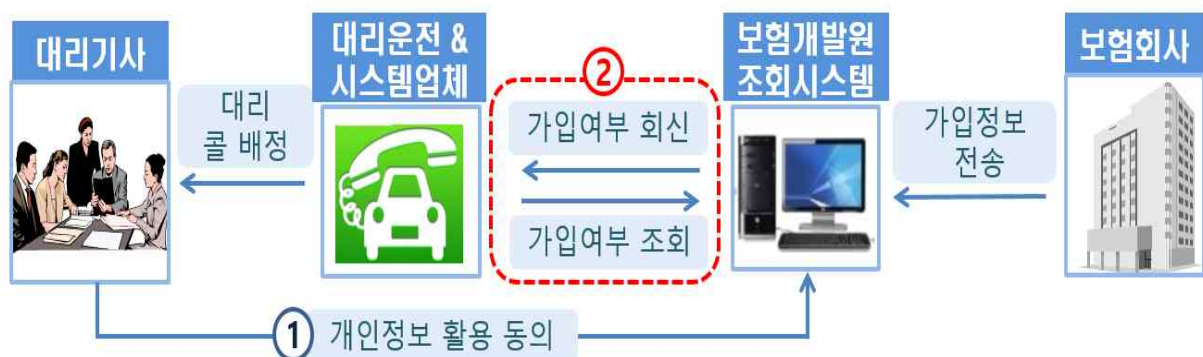 대리기사
대리운전 &
시스템업체
보험개발원
조회시스템
보험회사
대리
콜 배정
②
가입여부 회신
가입여부 조회
가입정보
전송
① 개인정보 활용 동의